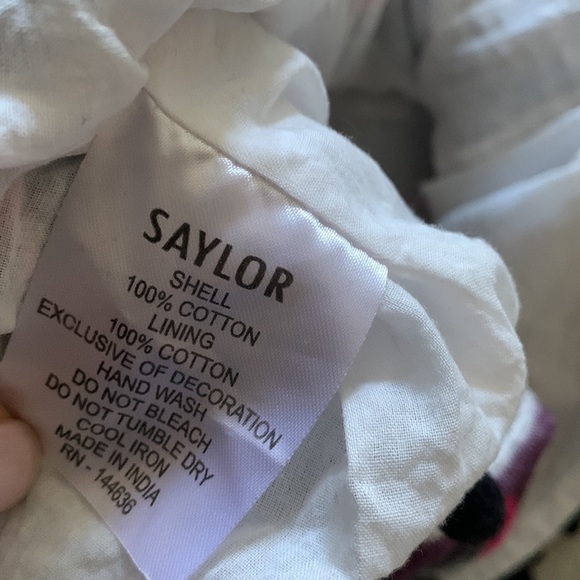 SAYLOR
SHELL
100% COTTON
LINING
100% COTTON
EXCLUSIVE OF DECORATION
HAND WASH
DO NOT BLEACH
DO NOT TUMBLE DRY
COOL IRON
MADE IN INDIA
RN - 144636